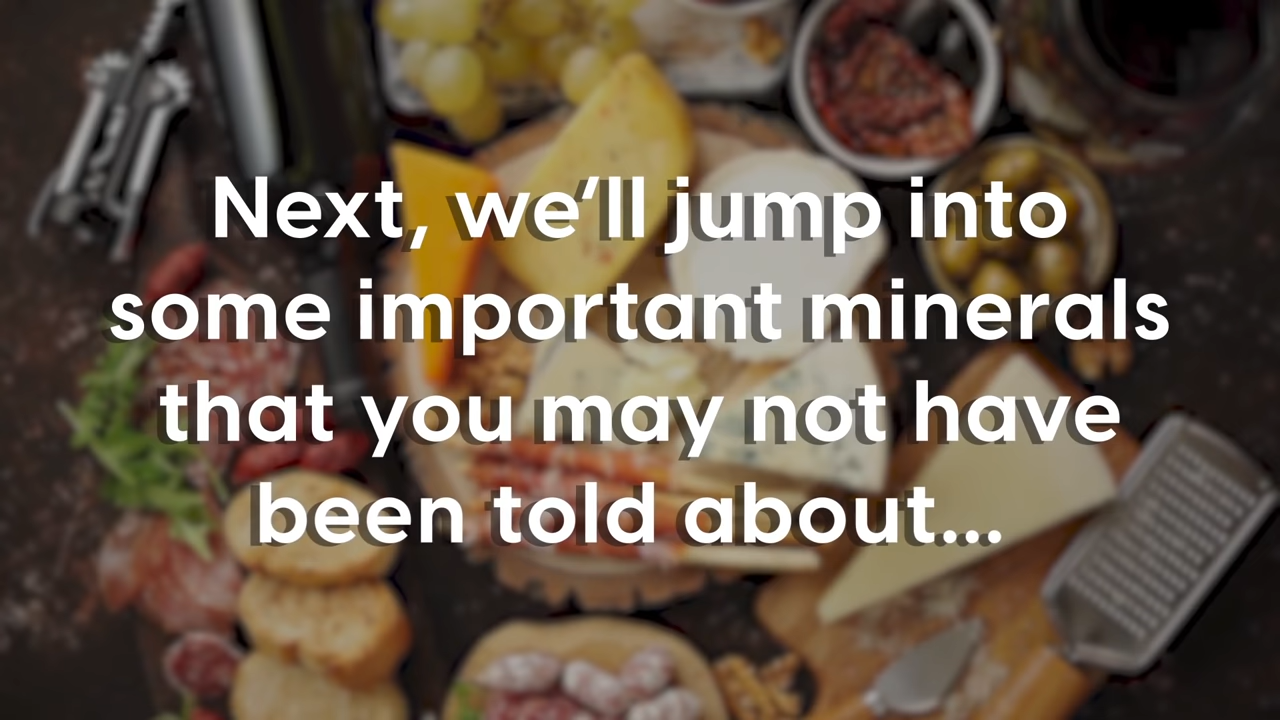 Next, we’ll jump into
some important minerals
that you may not have
been told about...